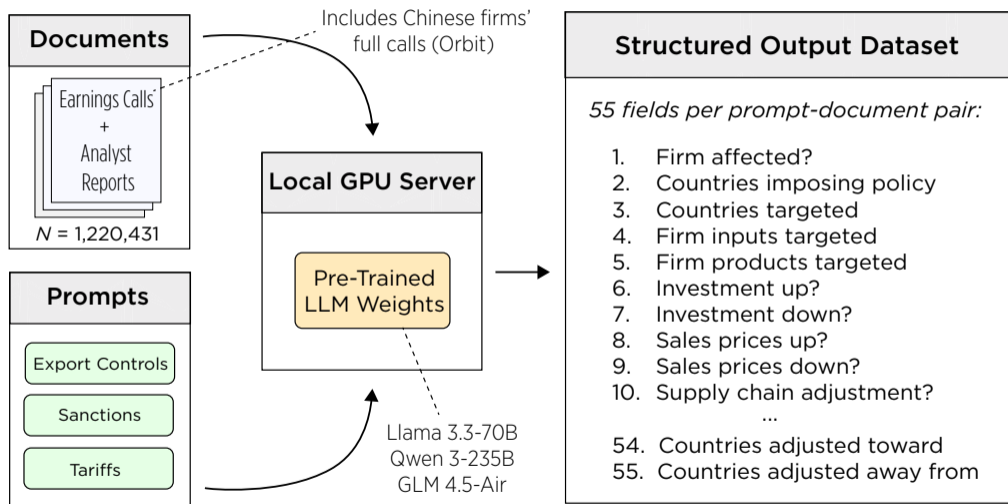 Documents
Earnings Calls
+
Analyst
Reports
N = 1,220,431
Includes Chinese firms'
full calls (Orbit)
Prompts
Export Controls
Sanctions
Tariffs
Local GPU Server
Pre-Trained
LLM Weights
Llama 3.3-70B
Qwen 3-235B
GLM 4.5-Air
Structured Output Dataset
55 fields per prompt-document pair:
1. Firm affected?
2. Countries imposing policy
3. Countries targeted
4. Firm inputs targeted
5. Firm products targeted
6. Investment up?
7. Investment down?
8. Sales prices up?
9. Sales prices down?
10. Supply chain adjustment?
...
54. Countries adjusted toward
55. Countries adjusted away from